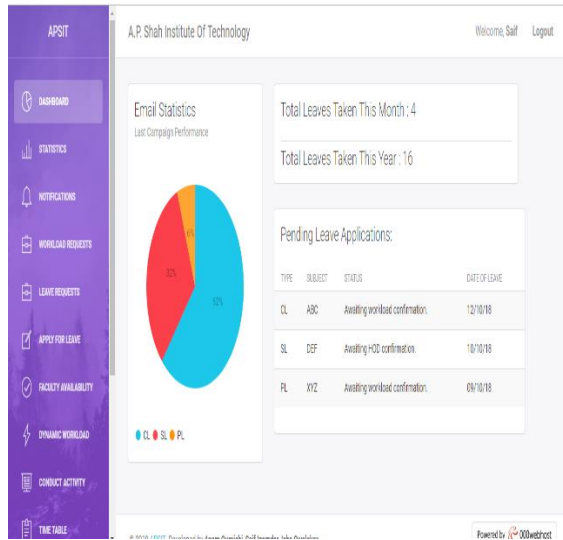 APSIT
A.P. Shah Institute Of Technology
Welcome, Saif Logout
DASHBOARD
STATISTICS
NOTIFICATIONS
WORKLOAD REQUESTS
LEAVE REQUESTS
APPLY FOR LEAVE
FACULTY AVAILABILITY
DYNAMIC WORKLOAD
CONDUCT ACTIVITY
TIME TABLE
Email Statistics
Last Campaign Performance
6%
32%
CL SL PL
Total Leaves Taken This Month : 4
Total Leaves Taken This Year : 16
Pending Leave Applications:
TYPE SUBJECT STATUS DATE OF LEAVE
CL ABC Awaiting workload confirmation. 12/10/18
SL DEF Awaiting HOD confirmation. 10/10/18
PL XYZ Awaiting workload confirmation. 09/10/18
APSIT Developed by
Powered by 000webhost